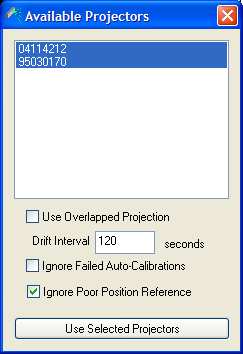 Available Projectors
04114212
95030170
Use Overlapped Projection
Drift Interval 120 seconds
Ignore Failed Auto-Calibrations
Ignore Poor Position Reference
Use Selected Projectors